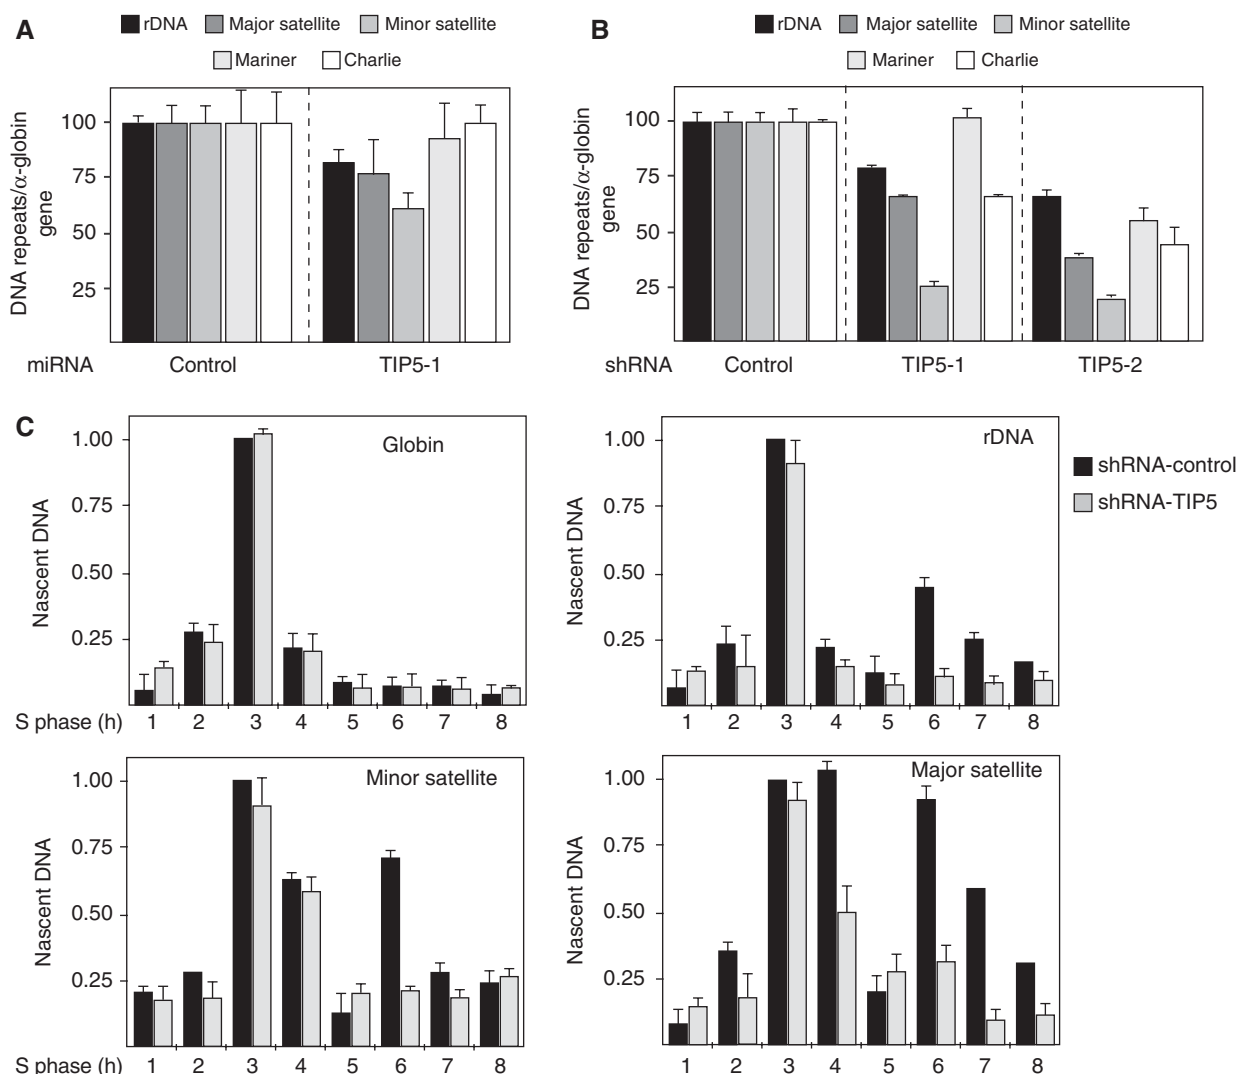 A
rDNA Major satellite Minor satellite
Mariner Charlie
DNA repeats/α-globin
gene
100
75
50
25
miRNA Control TIP5-1
B
rDNA Major satellite Minor satellite
Mariner Charlie
DNA repeats/α-globin
gene
100
75
50
25
shRNA Control TIP5-1 TIP5-2
C
Globin
Nascent DNA
1.00
0.75
0.50
0.25
S phase (h) 1 2 3 4 5 6 7 8
rDNA
Nascent DNA
1.00
0.75
0.50
0.25
1 2 3 4 5 6 7 8
shRNA-control
shRNA-TIP5
Minor satellite
Nascent DNA
1.00
0.75
0.50
0.25
S phase (h) 1 2 3 4 5 6 7 8
Major satellite
Nascent DNA
1.00
0.75
0.50
0.25
1 2 3 4 5 6 7 8